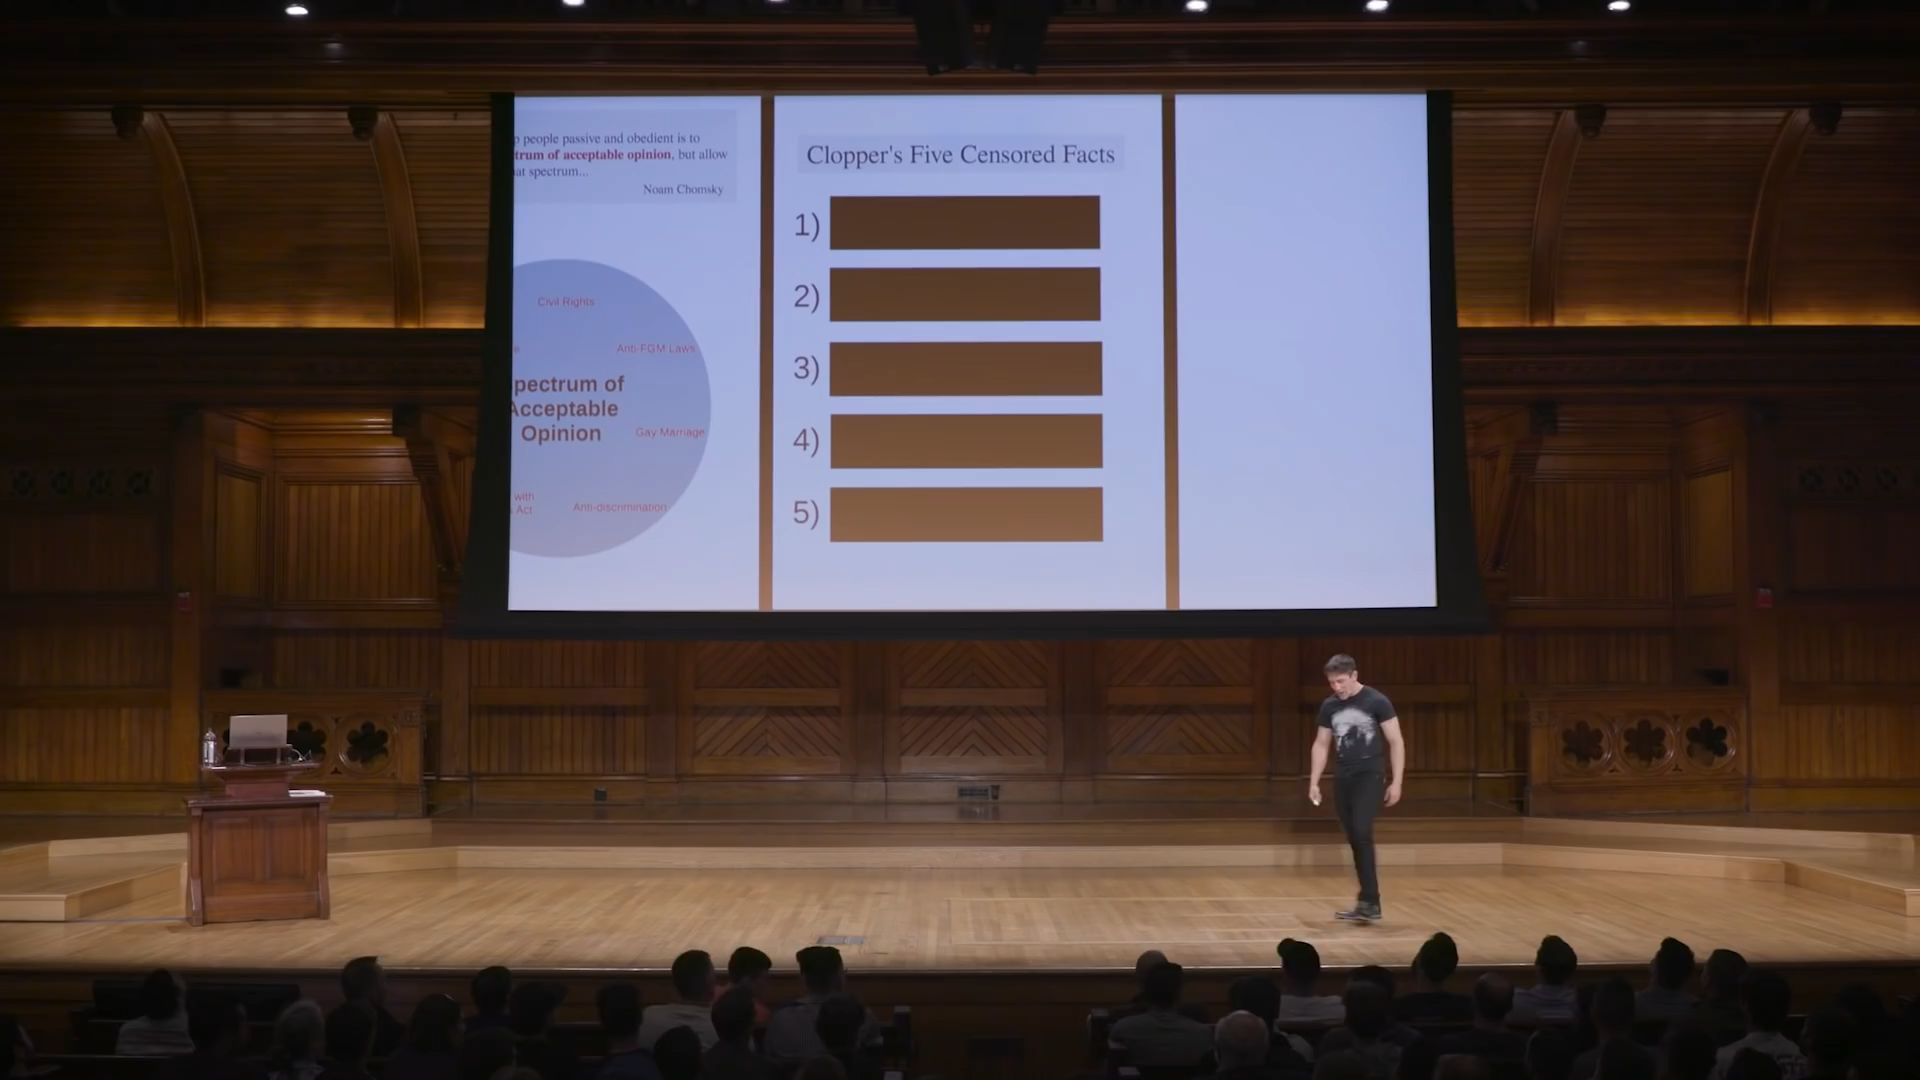 people passive and obedient is to
trum of acceptable opinion, but allow
at spectrum...
Noam Chomsky
Civil Rights
Anti-FGM Laws
pectrum of
Acceptable
Opinion
Gay Marriage
with
Act
Anti-discrimination
Clopper's Five Censored Facts
1)
2)
3)
4)
5)